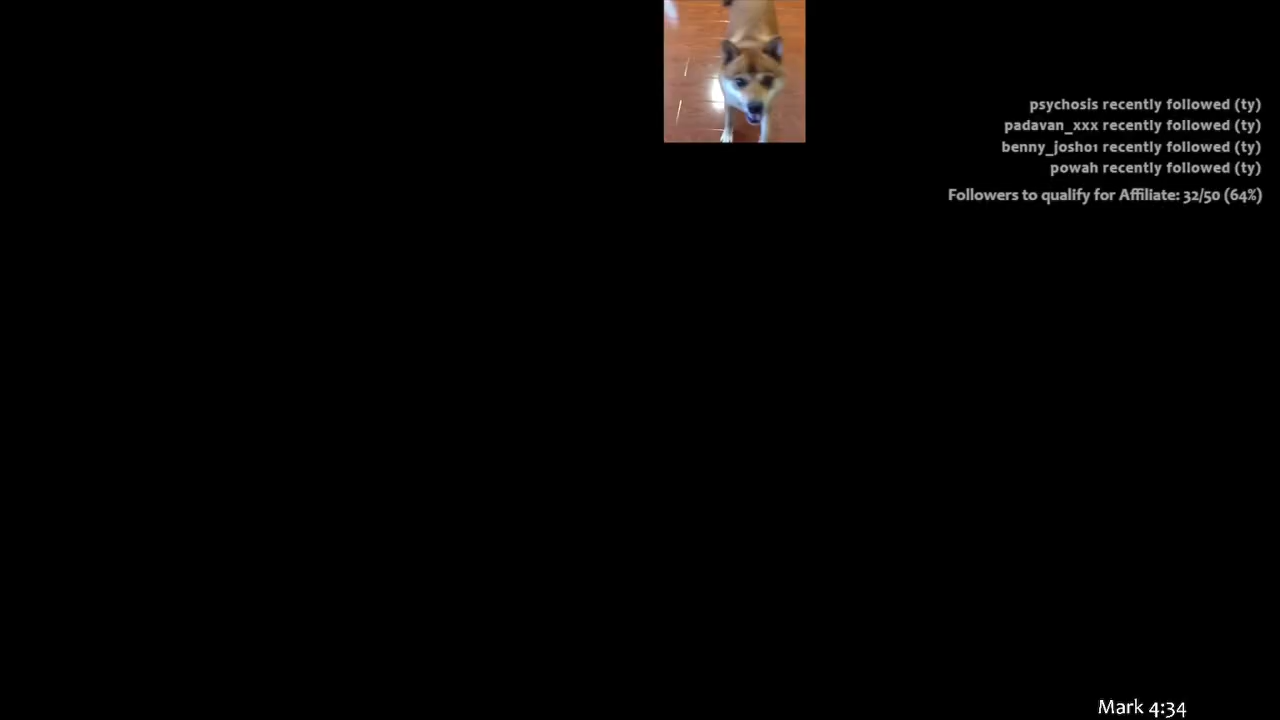 psychosis recently followed (ty)
padavan_xxx recently followed (ty)
benny_josh01 recently followed (ty)
powah recently followed (ty)
Followers to qualify for Affiliate: 32/50 (64%)
Mark 4:34